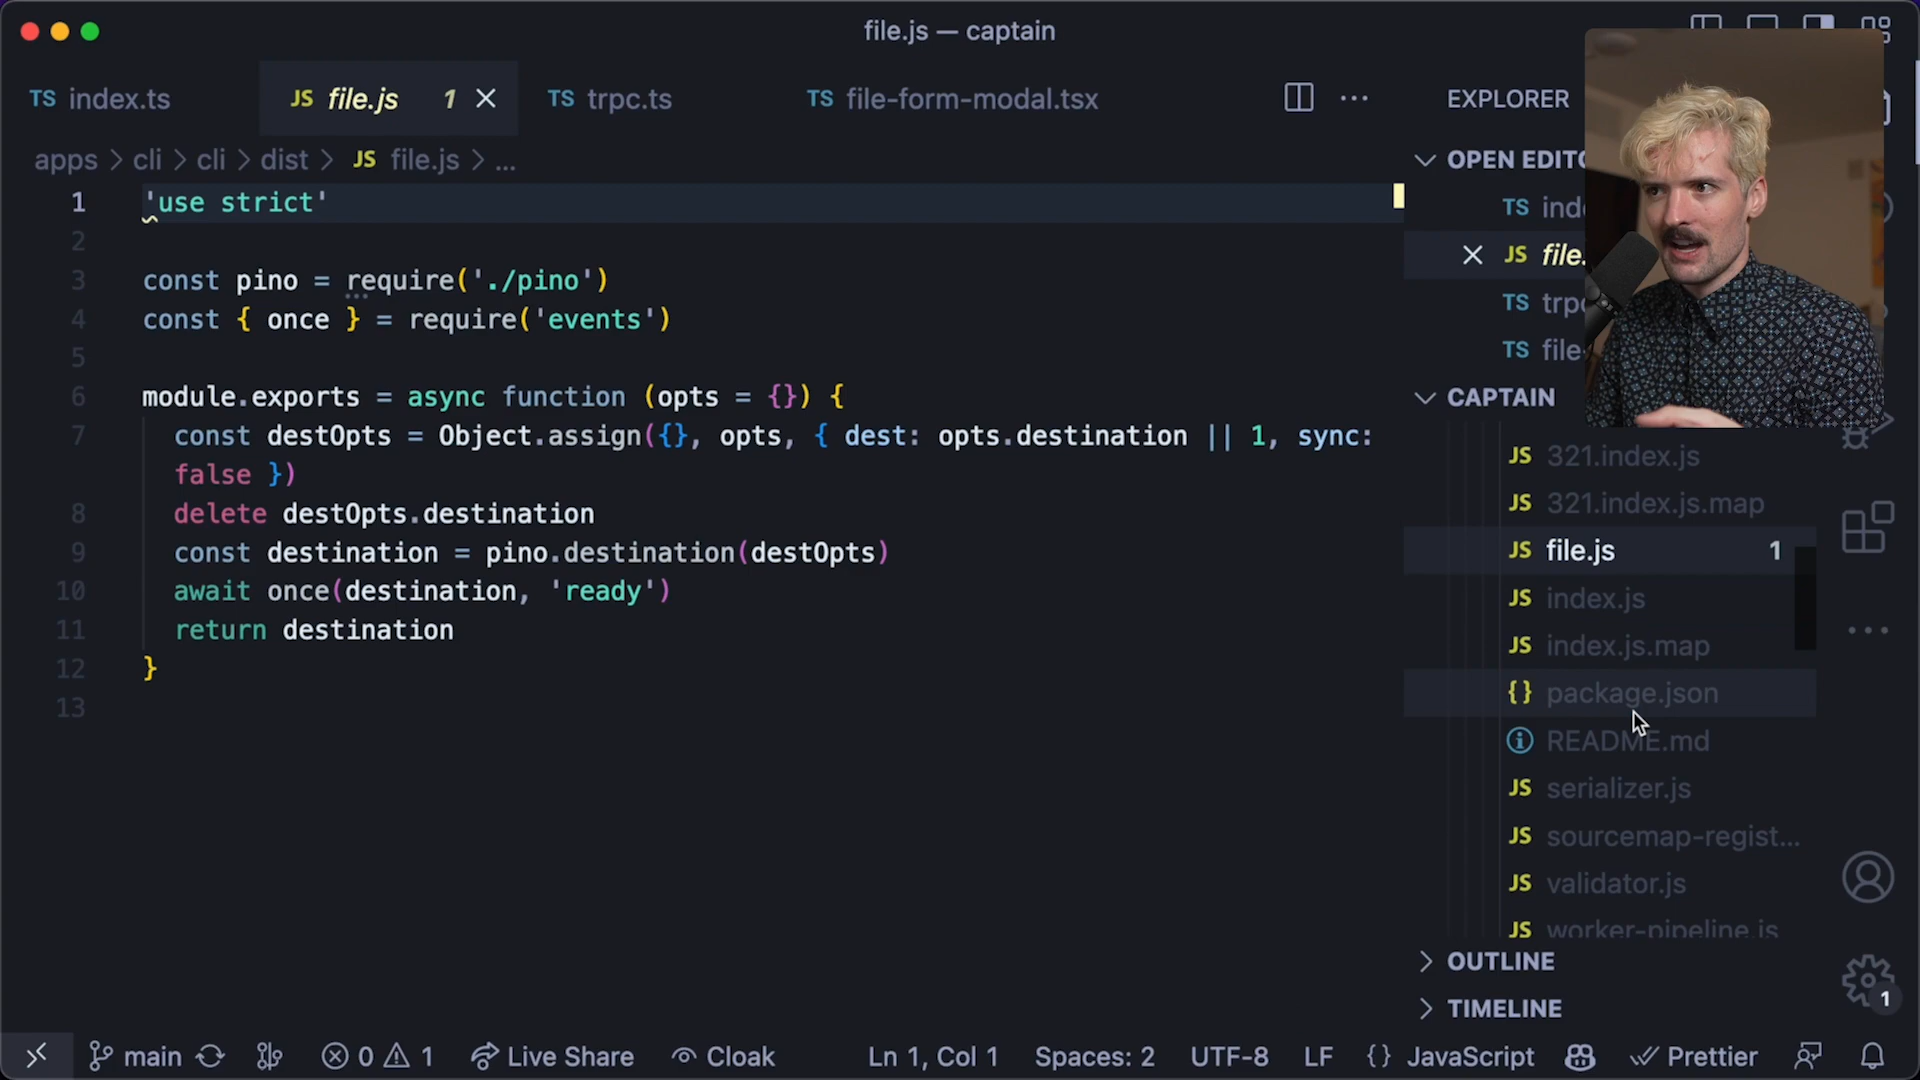 file.js — captain
TS index.ts
JS file.js 1
TS trpc.ts
TS file-form-modal.tsx
apps > cli > cli > dist > JS file.js > ...
1 'use strict'
2
3 const pino = require('./pino')
4 const { once } = require('events')
5
6 module.exports = async function (opts = {}) {
7 const destOpts = Object.assign({}, opts, { dest: opts.destination || 1, sync:
false })
8 delete destOpts.destination
9 const destination = pino.destination(destOpts)
10 await once(destination, 'ready')
11 return destination
12 }
13
EXPLORER
OPEN EDITO
TS
JS file.
TS
TS file-
CAPTAIN
JS 321.index.js
JS 321.index.js.map
JS file.js 1
JS index.js
JS index.js.map
{} package.json
README.md
JS serializer.js
JS sourcemap-regist...
JS validator.js
JS worker-pipeline.js
OUTLINE
TIMELINE
1
main
0 1
Live Share
Cloak
Ln 1, Col 1
Spaces: 2
UTF-8
LF
{} JavaScript
Prettier